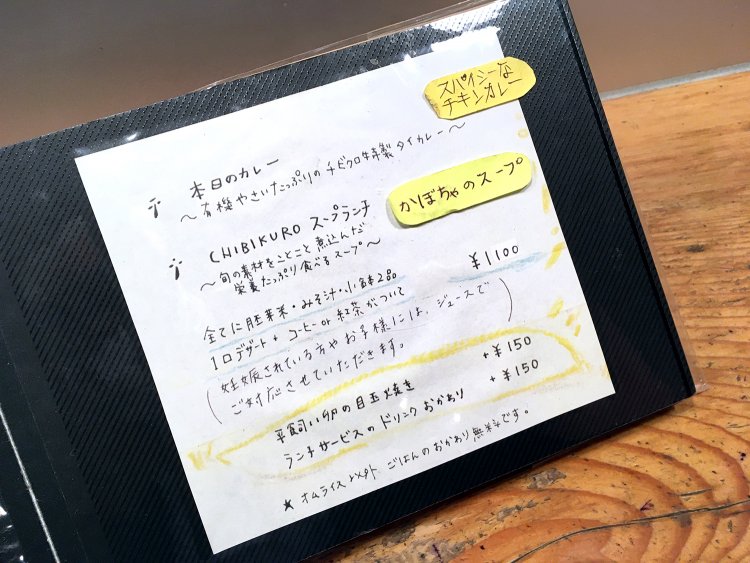 スパイシーな
チキンカレー
本日のカレー
〜有機やさいたっぷりのチビクロ特製タイカレー〜
かぼちゃのスープ
CHIBIKURO スープランチ
〜旬の素材をことこと煮込んだ
栄養たっぷり食べるスープ〜
¥1100
全てに胚芽米・みそ汁・小鉢2品
1口デザート + コーヒー or 紅茶がついて
(妊娠されている方やお子様には、ジュースで
ご対応させていただきます。)
平飼い卵の目玉焼き +¥150
ランチサービスのドリンクおかわり +¥150
★オムライス以外 ごはんのおかわり無料です。